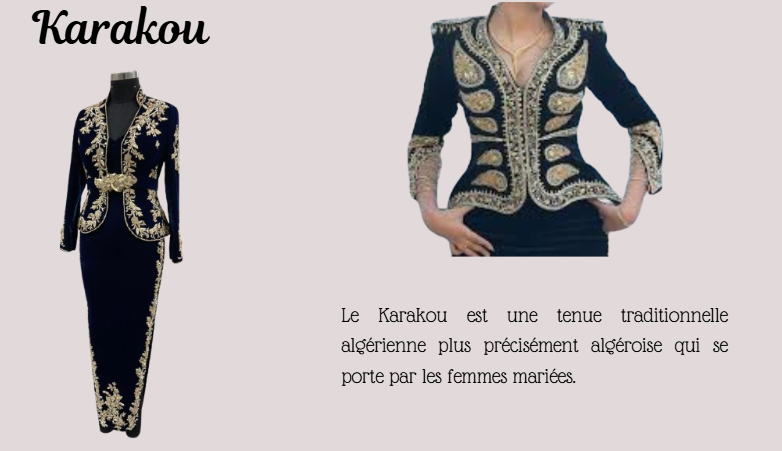 Karakou
Le Karakou est une tenue traditionnelle
algérienne plus précisément algéroise qui se
porte par les femmes mariées.